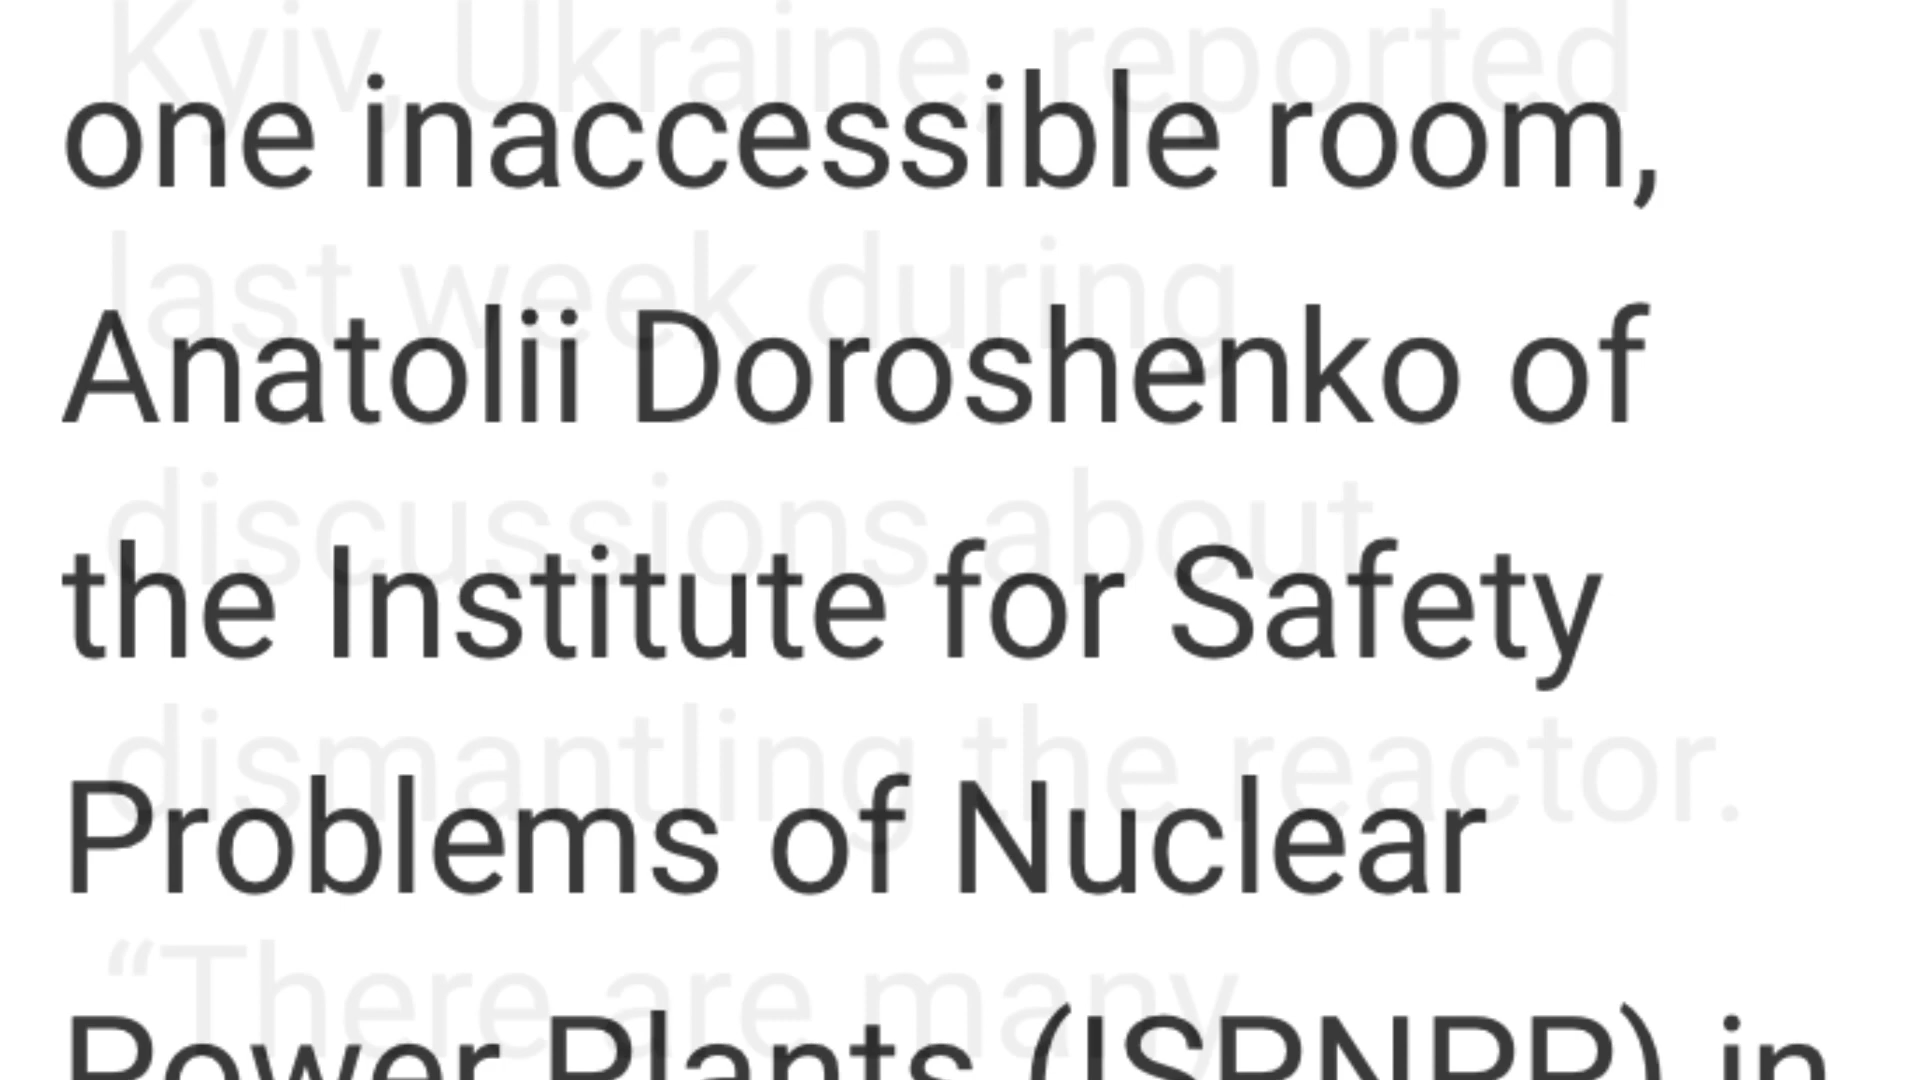 Kyiv, Ukraine, reported
one inaccessible room,
last week during
Anatolii Doroshenko of
discussions about
the Institute for Safety
dismantling the reactor.
Problems of Nuclear
“There are many
Power Plants (ISPNPP) in